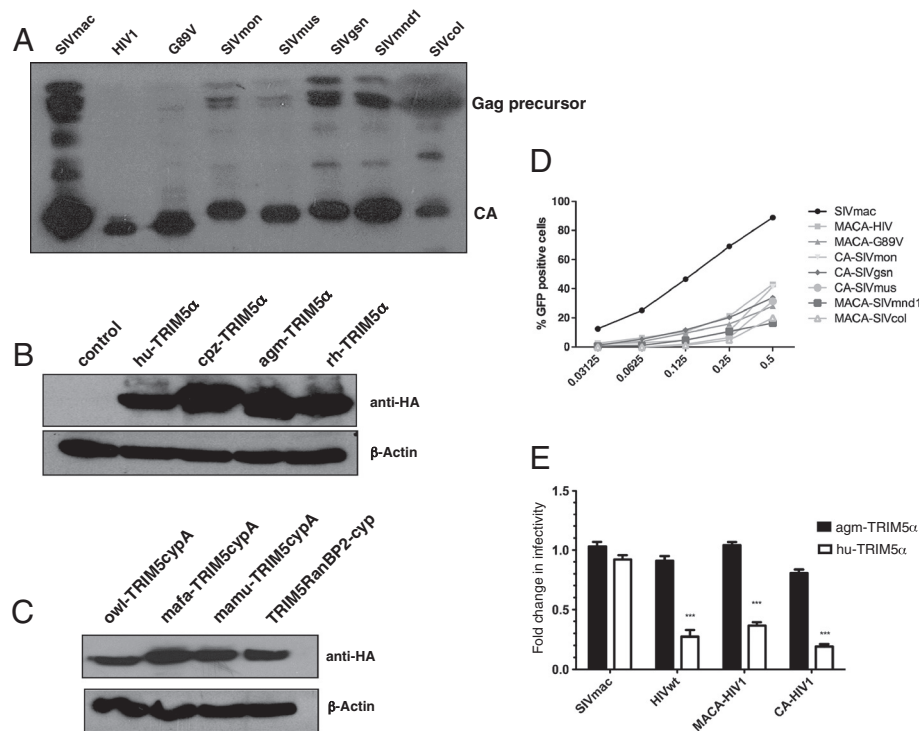 A
SIVmac
HIV1
G89V
SIVmon
SIVmus
SIVgsn
SIVmnd1
SIVcol
Gag precursor
CA
B
control
hu-TRIM5α
cpz-TRIM5α
agm-TRIM5α
rh-TRIM5α
anti-HA
β-Actin
C
owl-TRIM5cypA
mafa-TRIM5cypA
mamu-TRIM5cypA
TRIM5RanBP2-cyp
anti-HA
β-Actin
D
% GFP positive cells
100
80
60
40
20
0
0.03125
0.0625
0.125
0.25
0.5
SIVmac
MACA-HIV
MACA-G89V
CA-SIVmon
CA-SIVgsn
CA-SIVmus
MACA-SIVmnd1
MACA-SIVcol
E
Fold change in infectivity
1.5
1.0
0.5
0.0
***
***
***
SIVmac
HIVwt
MACA-HIV1
CA-HIV1
agm-TRIM5α
hu-TRIM5α